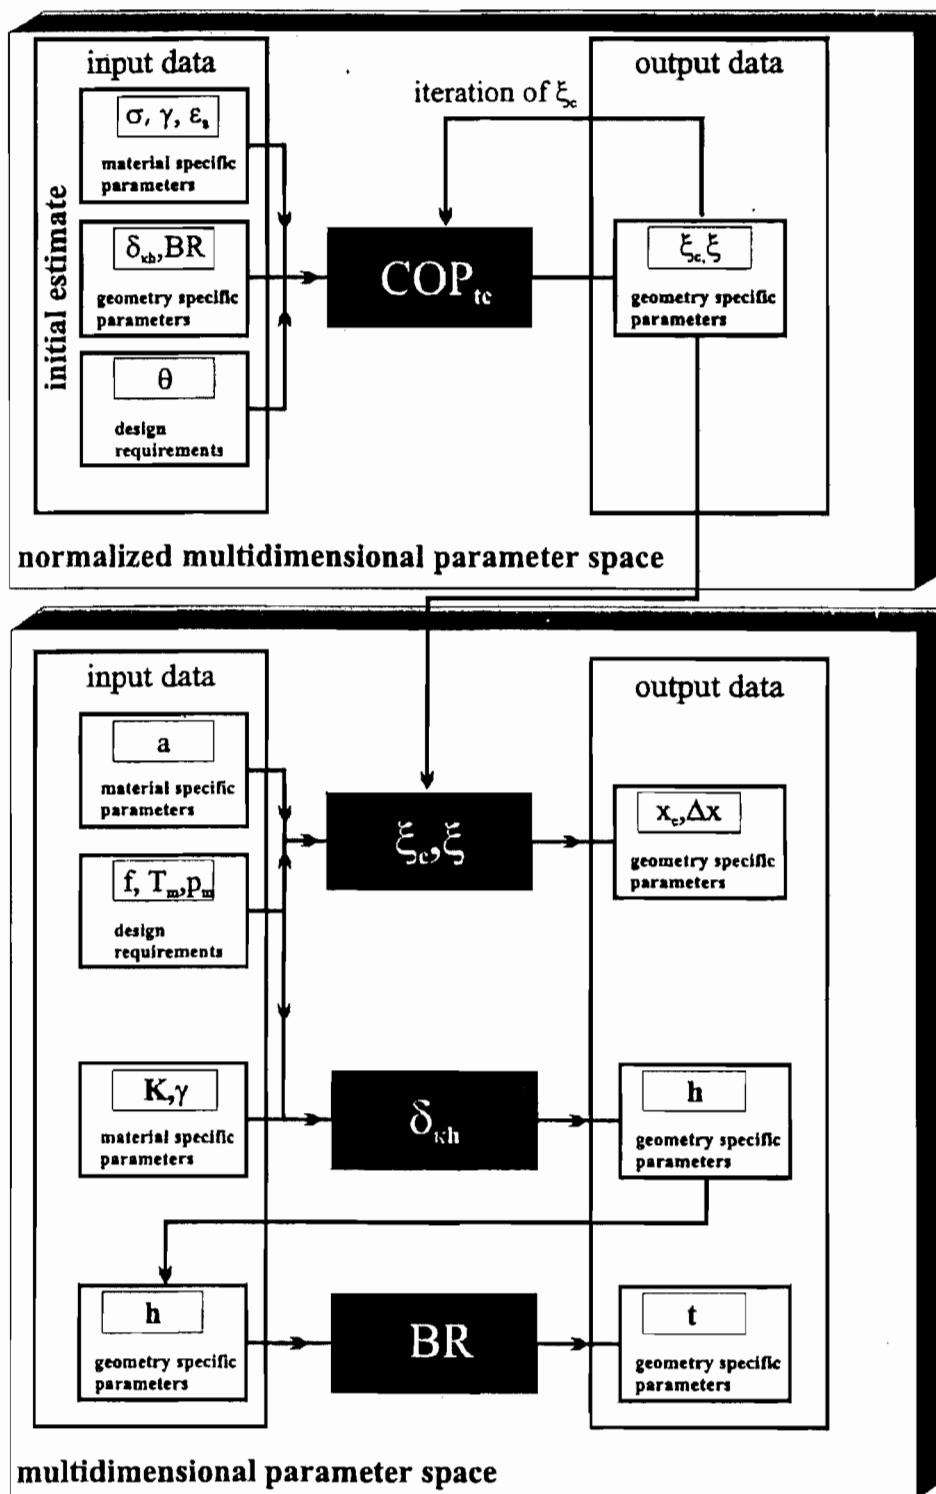 input data
output data
iteration of ξc
initial estimate
σ, γ, εs
material specific
parameters
δκh,BR
geometry specific
parameters
θ
design
requirements
COPtc
ξc,ξ
geometry specific
parameters
normalized multidimensional parameter space
input data
output data
a
material specific
parameters
f, Tm,pm
design
requirements
ξc,ξ
xc,Δx
geometry specific
parameters
K,γ
material specific
parameters
δκh
h
geometry specific
parameters
h
geometry specific
parameters
BR
t
geometry specific
parameters
multidimensional parameter space